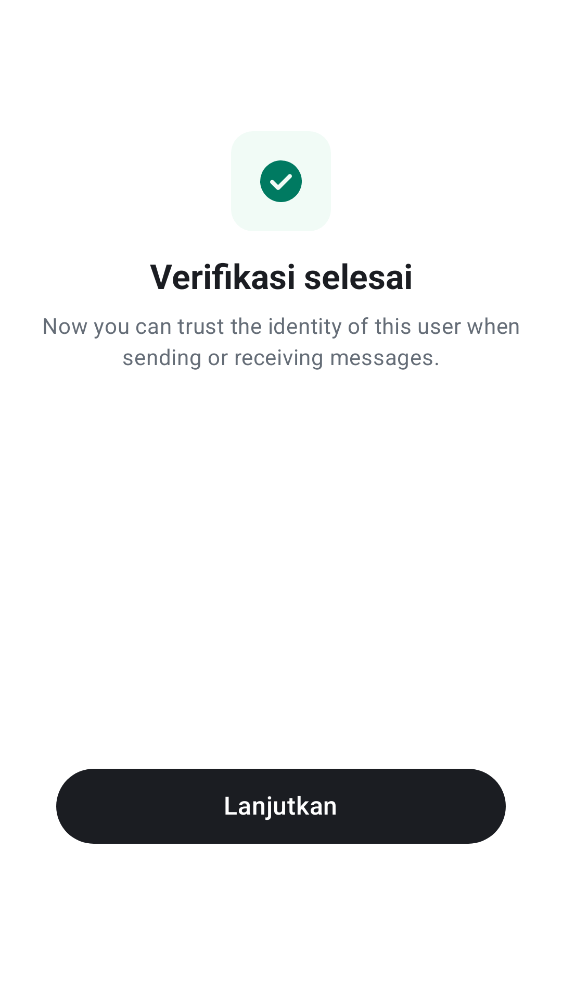 Verifikasi selesai
Now you can trust the identity of this user when
sending or receiving messages.
Lanjutkan